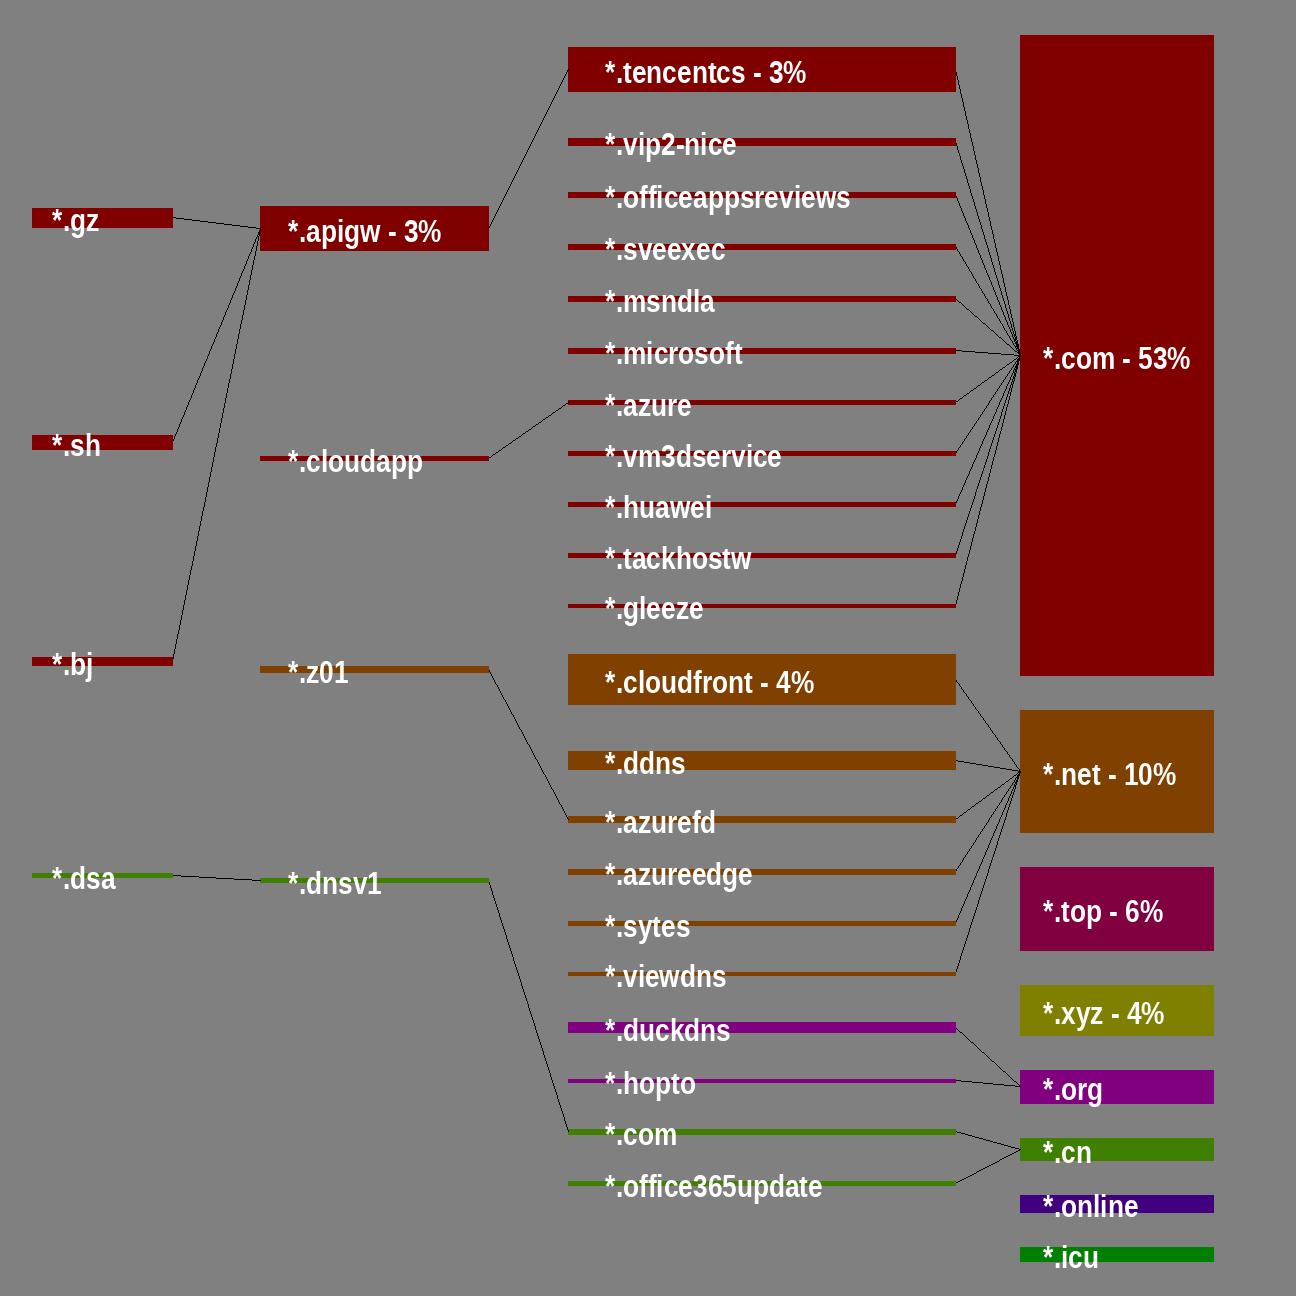 *.gz
*.sh
*.bj
*.dsa
*.apigw - 3%
*.cloudapp
*.z01
*.dnsv1
*.tencentcs - 3%
*.vip2-nice
*.officeappsreviews
*.sveexec
*.msndla
*.microsoft
*.azure
*.vm3dservice
*.huawei
*.tackhostw
*.gleeze
*.cloudfront - 4%
*.ddns
*.azurefd
*.azureedge
*.sytes
*.viewdns
*.duckdns
*.hopto
*.com
*.office365update
*.com - 53%
*.net - 10%
*.top - 6%
*.xyz - 4%
*.org
*.cn
*.online
*.icu